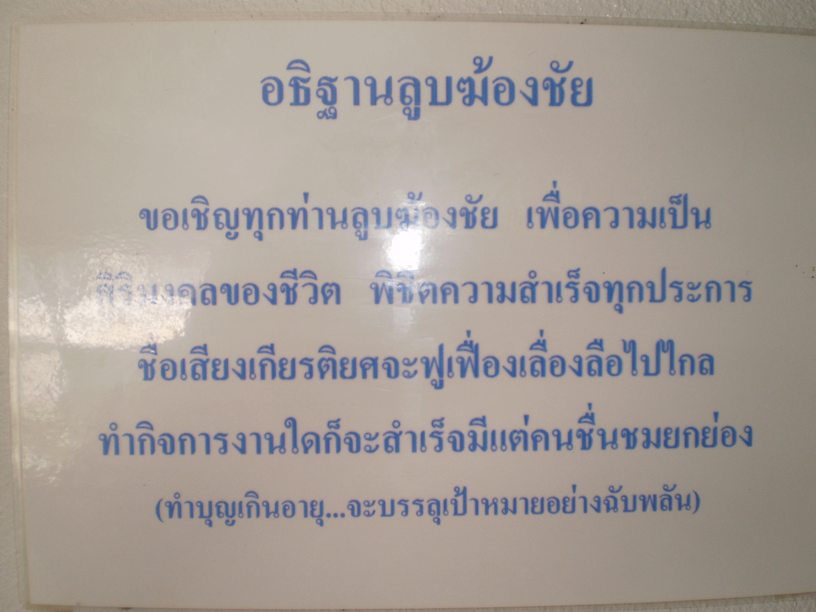 อธิฐานลูบฆ้องชัย
ขอเชิญทุกท่านลูบฆ้องชัย เพื่อความเป็น
สิริมงคลของชีวิต พิชิตความสำเร็จทุกประการ
ชื่อเสียงเกียรติยศจะฟูเฟื่องเลื่องลือไปไกล
ทำกิจการงานใดก็จะสำเร็จมีแต่คนชื่นชมยกย่อง
(ทำบุญเกินอายุ...จะบรรลุเป้าหมายอย่างฉับพลัน)